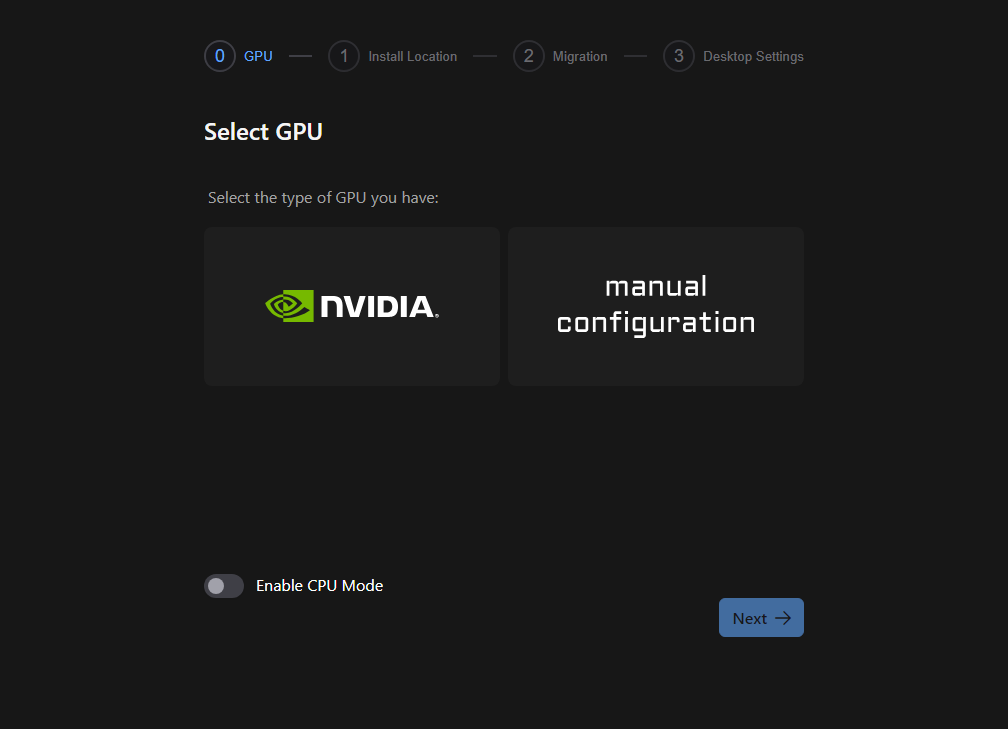 0 GPU 1 Install Location 2 Migration 3 Desktop Settings
Select GPU
Select the type of GPU you have:
NVIDIA.
manual
configuration
Enable CPU Mode
Next